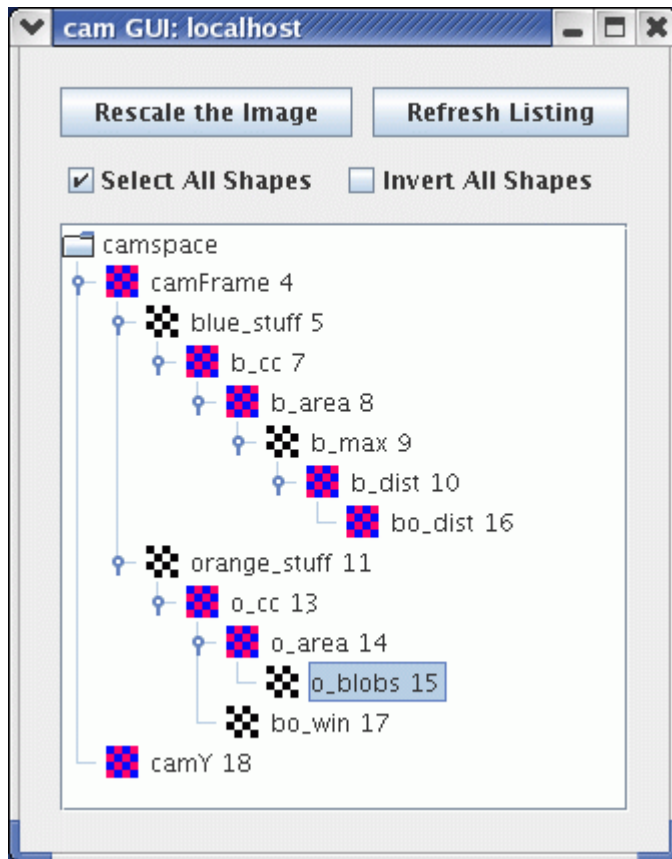 cam GUI: localhost
Rescale the Image Refresh Listing
Select All Shapes Invert All Shapes
camspace
camFrame 4
blue_stuff 5
b_cc 7
b_area 8
b_max 9
b_dist 10
bo_dist 16
orange_stuff 11
o_cc 13
o_area 14
o_blobs 15
bo_win 17
camY 18